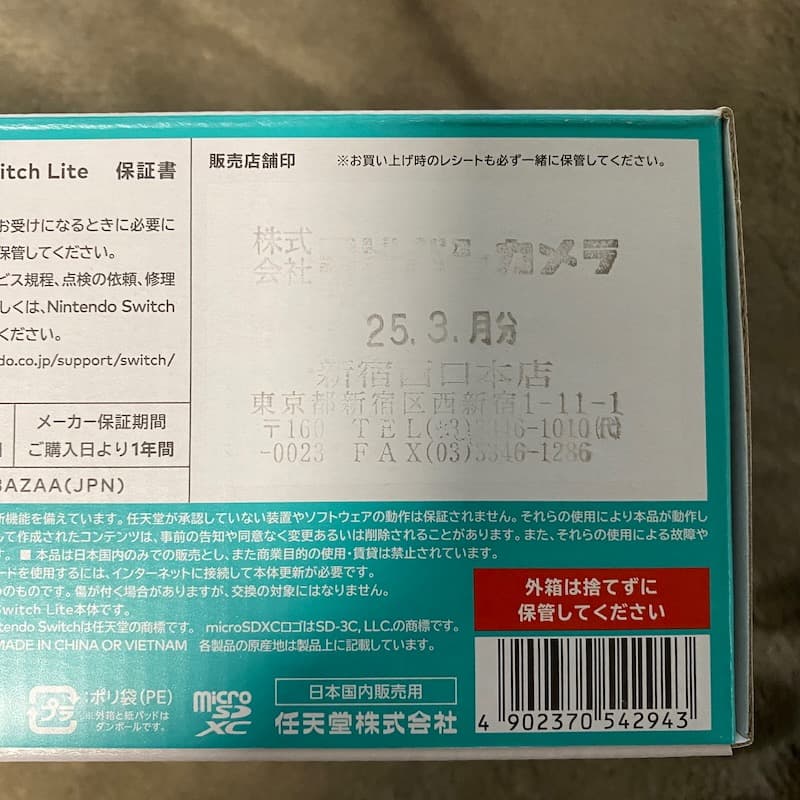 itch Lite 保証書
お受けになるときに必要に
保管してください。
ビス規程、点検の依頼、修理
しくは、Nintendo Switch
ください。
do.co.jp/support/switch/
メーカー保証期間
ご購入日より1年間
BAZAA(JPN)
販売店舗印 ※お買い上げ時のレシートも必ず一緒に保管してください。
株式会社 カメラ
25.3.月分
新宿西口本店
東京都新宿区西新宿1-11-1
〒160 TEL(03)3346-1010(代)
-0023 FAX(03)3346-1286
機能を備えています。任天堂が承認していない装置やソフトウェアの動作は保証されません。それらの使用により本品が動作し
して作成されたコンテンツは、事前の告知や同意なく変更あるいは削除されることがあります。また、それらの使用による故障や
す。 ■ 本品は日本国内のみでの販売とし、また商業目的の使用・賃貸は禁止されています。
ードを使用するには、インターネットに接続して本体更新が必要です。
のものです。傷が付く場合がありますが、交換の対象にはなりません。
Switch Lite本体です。
tendo Switchは任天堂の商標です。 microSDXCロゴはSD-3C, LLC.の商標です。
MADE IN CHINA OR VIETNAM 各製品の原産地は製品上に記載しています。
外箱は捨てずに
保管してください
プラ
:ポリ袋(PE)
※外箱と紙パッドは
ダンボールです。
micro
SD
XC
日本国内販売用
任天堂株式会社
4 902370 542943